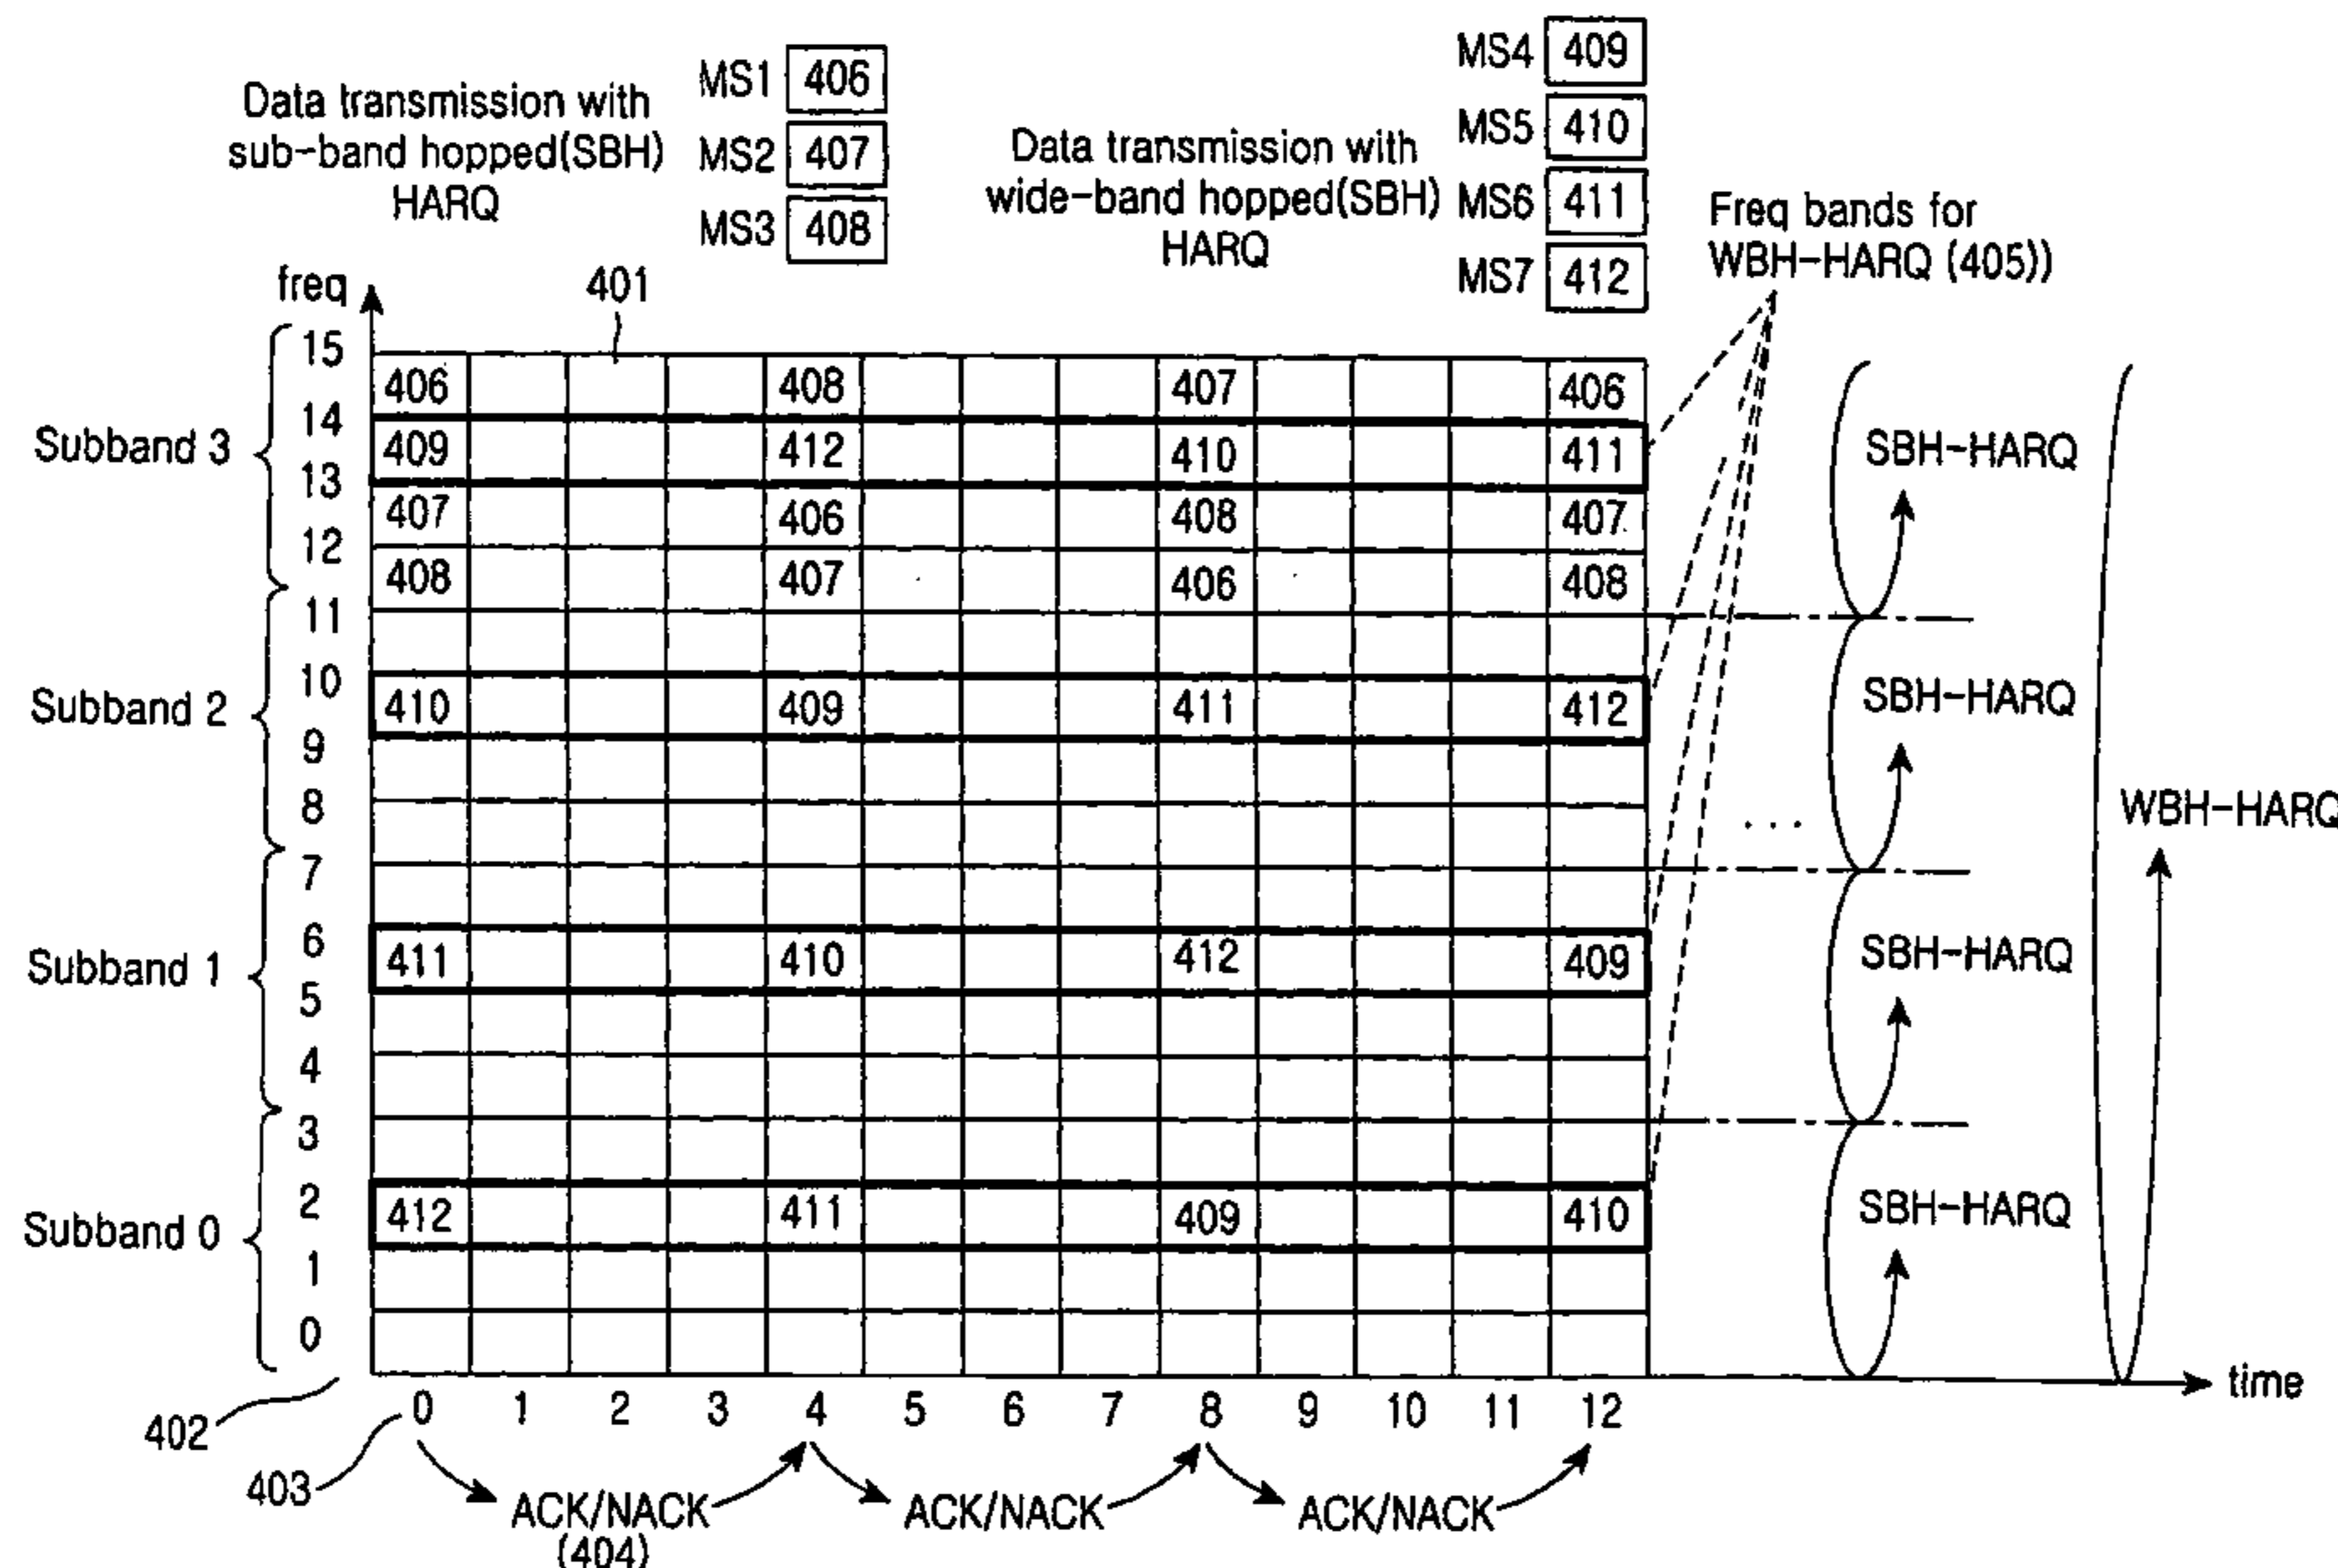 Data transmission with
sub-band hopped(SBH)
HARQ
MS1 406
MS2 407
MS3 408
Data transmission with
wide-band hopped(SBH)
HARQ
MS4 409
MS5 410
MS6 411
MS7 412
Freq bands for
WBH-HARQ (405))
freq
401
15
406 408 407 406
14
Subband 3
409 412 410 411
SBH-HARQ
13
407 406 408 407
12
408 407 406 408
11
10
Subband 2
410 409 411 412
SBH-HARQ
9
8
...
WBH-HARQ
7
6
Subband 1
411 410 412 409
SBH-HARQ
5
4
3
2
Subband 0
412 411 409 410
SBH-HARQ
1
0
time
402
0 1 2 3 4 5 6 7 8 9 10 11 12
403
ACK/NACK ACK/NACK ACK/NACK
(404)